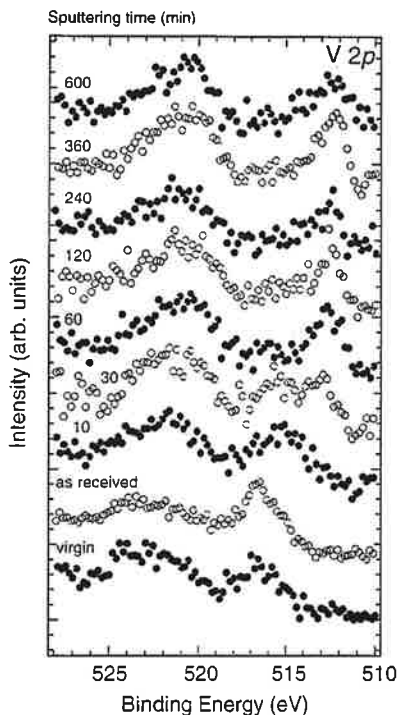 Sputtering time (min)
V 2p
600
360
240
120
60
30
10
as received
virgin
Intensity (arb. units)
525 520 515 510
Binding Energy (eV)